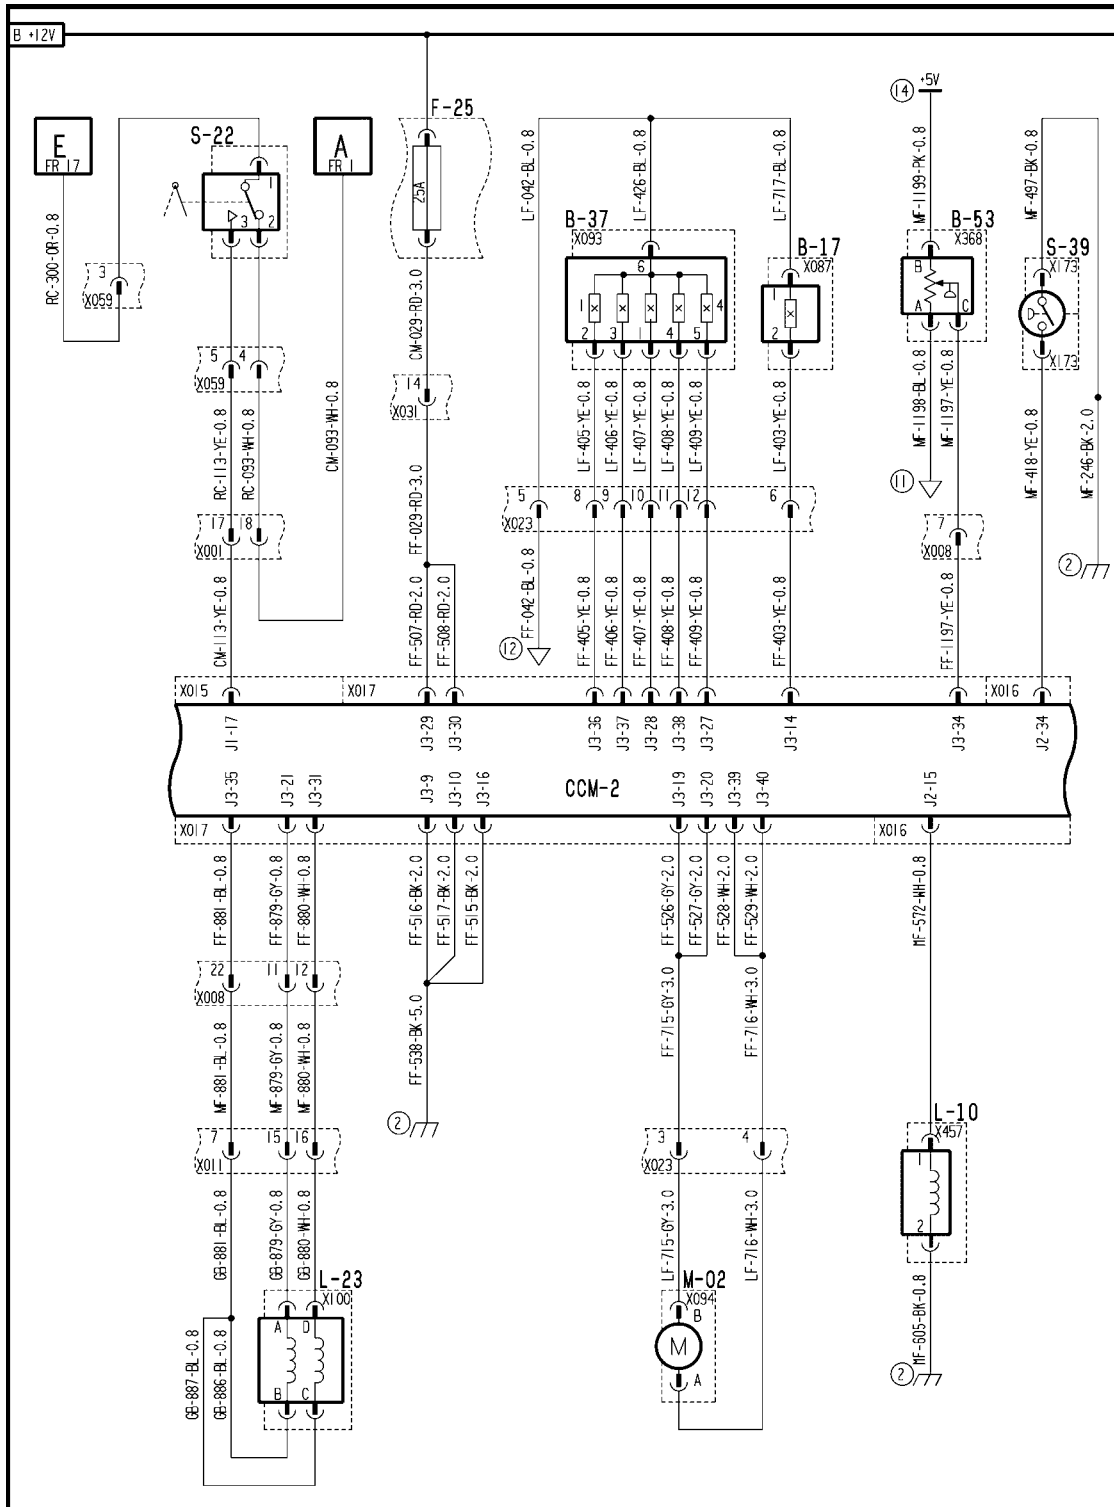 B +12V
E
FR 17
S-22
A
FR 1
F-25
25A
14
+5V
B-37
X093
B-17
X087
B-53
X368
S-39
X173
X173
1
3
2
6
1
4
2
3
1
4
5
1
2
B
A
C
RC-300-OR-0.8
3
X059
5
4
X059
RC-113-YE-0.8
RC-093-WH-0.8
CM-093-WH-0.8
17
18
X001
CM-113-YE-0.8
CM-029-RD-3.0
14
X031
FF-029-RD-3.0
FF-507-RD-2.0
FF-508-RD-2.0
LF-042-BL-0.8
LF-426-BL-0.8
LF-717-BL-0.8
LF-405-YE-0.8
LF-406-YE-0.8
LF-407-YE-0.8
LF-408-YE-0.8
LF-409-YE-0.8
LF-403-YE-0.8
5
8
9
10
11
12
6
X023
FF-042-BL-0.8
12
FF-405-YE-0.8
FF-406-YE-0.8
FF-407-YE-0.8
FF-408-YE-0.8
FF-409-YE-0.8
FF-403-YE-0.8
MF-1199-PK-0.8
MF-1198-BL-0.8
MF-1197-YE-0.8
11
7
X008
FF-1197-YE-0.8
MF-497-BK-0.8
MF-418-YE-0.8
MF-246-BK-2.0
2
X015
X017
X016
J1-17
J3-29
J3-30
J3-36
J3-37
J3-28
J3-38
J3-27
J3-14
J3-34
J2-34
CCM-2
J3-35
J3-21
J3-31
J3-9
J3-10
J3-16
J3-19
J3-20
J3-39
J3-40
J2-15
X017
X016
FF-881-BL-0.8
FF-879-GY-0.8
FF-880-WH-0.8
FF-516-BK-2.0
FF-517-BK-2.0
FF-515-BK-2.0
FF-526-GY-2.0
FF-527-GY-2.0
FF-528-WH-2.0
FF-529-WH-2.0
MF-572-WH-0.8
22
11
12
X008
MF-881-BL-0.8
MF-879-GY-0.8
MF-880-WH-0.8
FF-538-BK-5.0
2
FF-715-GY-3.0
FF-716-WH-3.0
7
15
16
X011
3
4
X023
L-10
X457
1
2
GB-881-BL-0.8
GB-879-GY-0.8
GB-880-WH-0.8
LF-715-GY-3.0
LF-716-WH-3.0
L-23
X100
A
D
B
C
GB-887-BL-0.8
GB-886-BL-0.8
M-02
X094
B
M
A
MF-605-BK-0.8
2